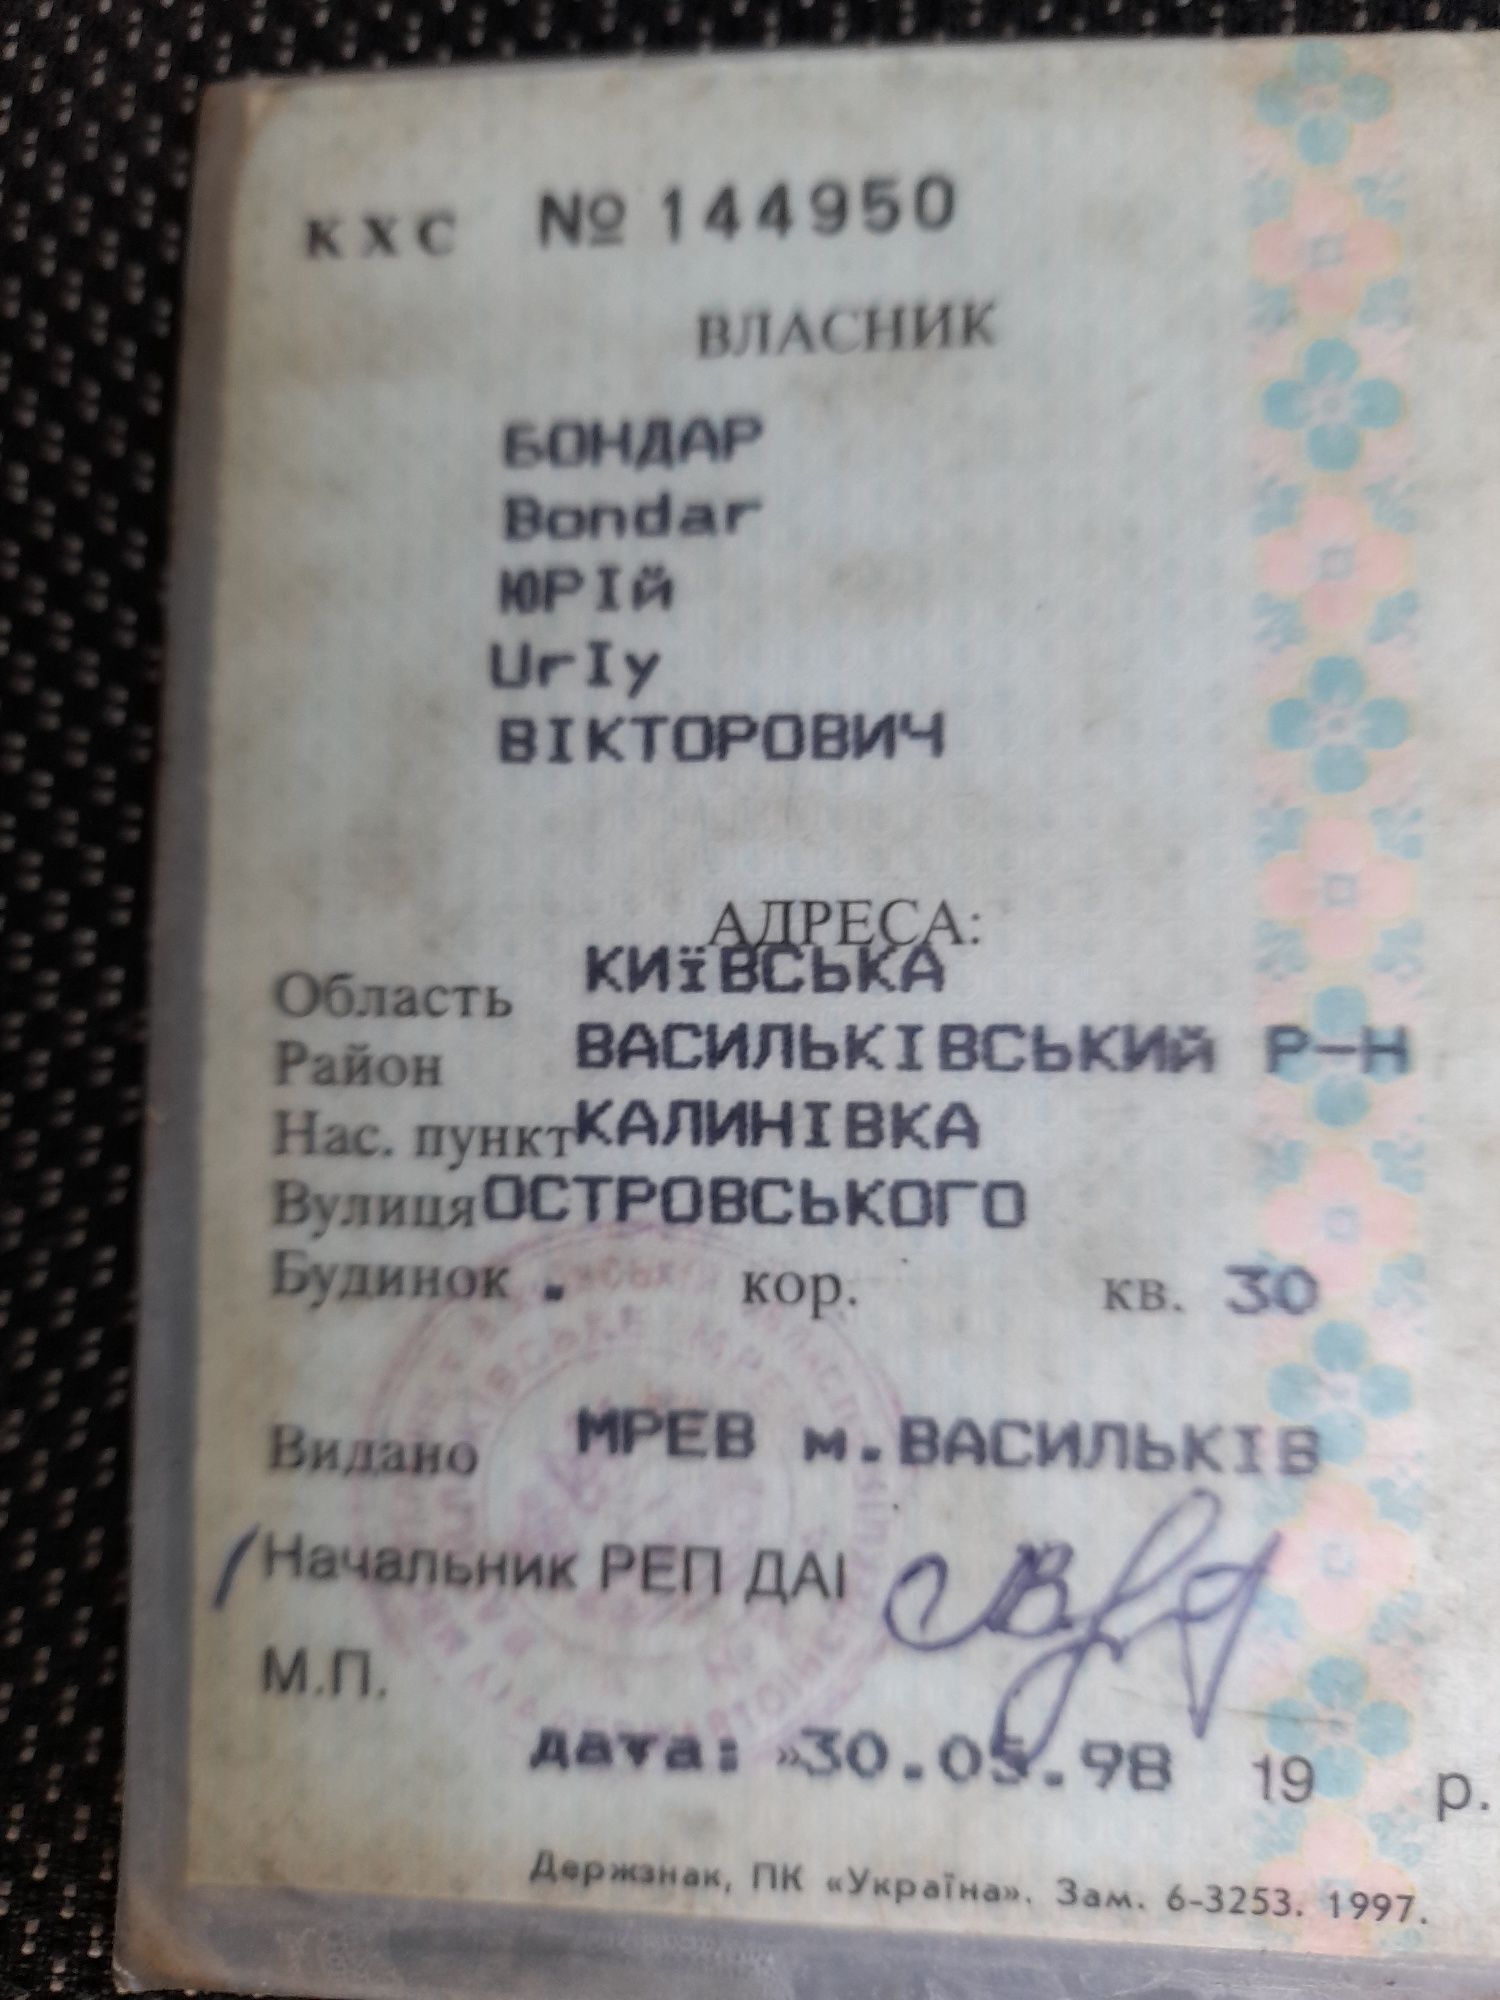 КХС № 144950
ВЛАСНИК
БОНДАР
Bondar
ЮРІй
UrIy
ВІКТОРОВИЧ
АДРЕСА:
Область КИЇВСЬКА
Район ВАСИЛЬКІВСЬКИй Р-Н
Нас. пункт КАЛИНІВКА
Вулиця ОСТРОВСЬКОГО
Будинок . кор. кв. 30
Видано МРЕВ м.ВАСИЛЬКІВ
Начальник РЕП ДАІ
М.П.
дата: »30.05.98 19 р.
Держзнак, ПК «Україна». Зам. 6-3253. 1997.